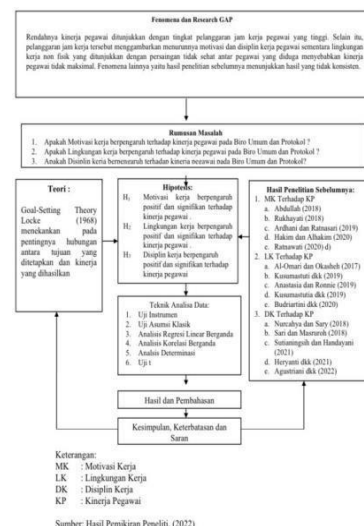 Fenomena dan Research GAP
Rendahnya kinerja pegawai ditunjukkan dengan tingkat pelanggaran jam kerja pegawai yang tinggi. Selain itu,
pelanggaran jam kerja tersebut menggambarkan menurunnya motivasi dan disiplin kerja pegawai sementara lingkungan
kerja non fisik yang ditunjukkan dengan persaingan tidak sehat antar pegawai yang diduga menyebabkan kinerja
pegawai tidak maksimal. Fenomena lainya yaitu hasil penelitian sebelumnya menunjukan hasil yang tidak konsisten.
Rumusan Masalah
1. Apakah Motivasi kerja berpengaruh terhadap kinerja pegawai pada Biro Umum dan Protokol ?
2. Apakah Lingkungan kerja berpengaruh terhadap kinerja pegawai pada Biro Umum dan Protokol ?
3. Apakah Disiplin kerja berpengaruh terhadap kinerja pegawai pada Biro Umum dan Protokol?
Teori :
Goal-Setting Theory
Locke (1968)
menekankan pada
pentingnya hubungan
antara tujuan yang
ditetapkan dan kinerja
yang dihasilkan
Hipotesis:
H1 Motivasi kerja berpengaruh
positif dan signifikan terhadap
kinerja pegawai .
H2 Lingkungan kerja berpengaruh
positif dan signifikan terhadap
kinerja pegawai .
H3 Disiplin kerja berpengaruh
positif dan signifikan terhadap
kinerja pegawai
Teknik Analisa Data:
1. Uji Instrumen
2. Uji Asumsi Klasik
3. Analisis Regresi Linear Berganda
4. Analisis Korelasi Berganda
5. Analsis Determinasi
6. Uji t
Hasil dan Pembahasan
Kesimpulan, Keterbatasan dan
Saran
Hasil Penelitian Sebelumnya:
1. MK Terhadap KP
a. Abdullah (2018)
b. Rukhayati (2018)
c. Ardhani dan Ratnasari (2019)
d. Hakim dan Alhakim (2020)
e. Ratnawati (2020) d)
2. LK Terhadap KP
a. Al-Omari dan Okasheh (2017)
b. Kusumastuti dkk (2019)
c. Anastasia dan Ronnie (2019)
d. Kusumastutia dkk (2019)
e. Budriartini dkk (2020)
3. DK Terhadap KP
a. Nurcahya dan Sary (2018)
b. Sari dan Masruroh (2018)
c. Sutianingsih dan Handayani
(2021)
d. Heryanti dkk (2021)
e. Agustriani dkk (2022)
Keterangan:
MK : Motivasi Kerja
LK : Lingkungan Kerja
DK : Disiplin Kerja
KP : Kinerja Pegawai
Sumber: Hasil Pemikiran Peneliti, (2022)